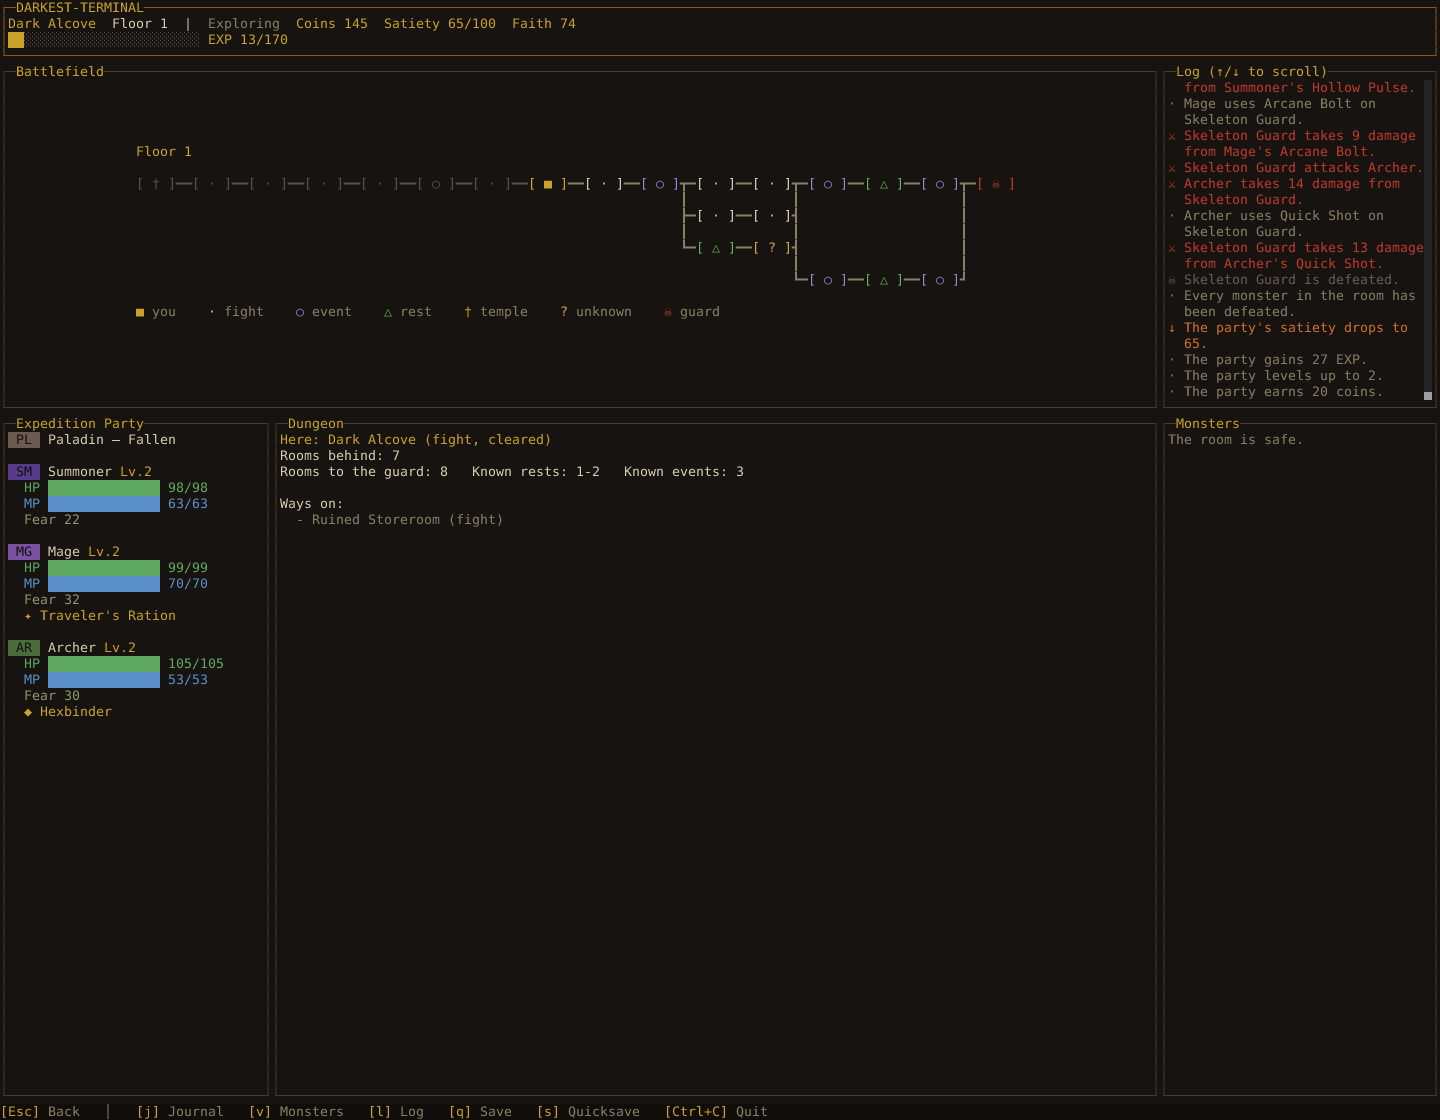 DARKEST-TERMINAL
Dark Alcove  Floor 1  |  Exploring  Coins 145  Satiety 65/100  Faith 74
EXP 13/170
Battlefield
Floor 1
[ † ]──[ · ]──[ · ]──[ · ]──[ · ]──[ ○ ]──[ · ]──[ ■ ]──[ · ]──[ ○ ]┬─[ · ]──[ · ]┬─[ ○ ]──[ △ ]──[ ○ ]┬─[ ☠ ]
├─[ · ]──[ · ]┤
└─[ △ ]──[ ? ]┤
└─[ ○ ]──[ △ ]──[ ○ ]┘
■ you    · fight    ○ event    △ rest    † temple    ? unknown    ☠ guard
Log (↑/↓ to scroll)
from Summoner's Hollow Pulse.
· Mage uses Arcane Bolt on
Skeleton Guard.
⚔ Skeleton Guard takes 9 damage
from Mage's Arcane Bolt.
⚔ Skeleton Guard attacks Archer.
⚔ Archer takes 14 damage from
Skeleton Guard.
· Archer uses Quick Shot on
Skeleton Guard.
⚔ Skeleton Guard takes 13 damage
from Archer's Quick Shot.
☠ Skeleton Guard is defeated.
· Every monster in the room has
been defeated.
↓ The party's satiety drops to
65.
· The party gains 27 EXP.
· The party levels up to 2.
· The party earns 20 coins.
Expedition Party
PL Paladin — Fallen
SM Summoner Lv.2
HP 98/98
MP 63/63
Fear 22
MG Mage Lv.2
HP 99/99
MP 70/70
Fear 32
✦ Traveler's Ration
AR Archer Lv.2
HP 105/105
MP 53/53
Fear 30
◆ Hexbinder
Dungeon
Here: Dark Alcove (fight, cleared)
Rooms behind: 7
Rooms to the guard: 8   Known rests: 1-2   Known events: 3
Ways on:
- Ruined Storeroom (fight)
Monsters
The room is safe.
[Esc] Back   │   [j] Journal   [v] Monsters   [l] Log   [q] Save   [s] Quicksave   [Ctrl+C] Quit